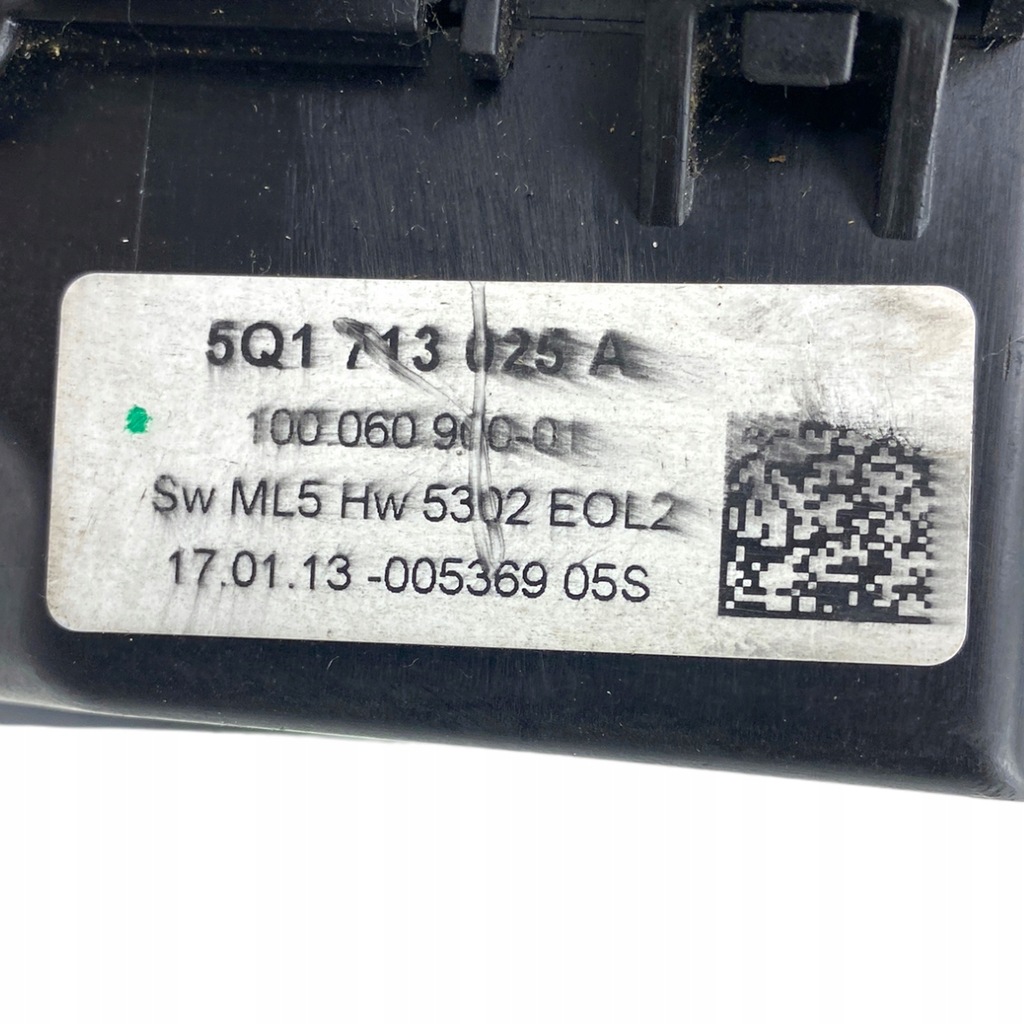 5Q1 713 025 A
100 060 900-01
Sw ML5 Hw 5302 EOL2
17.01.13 -005369 05S